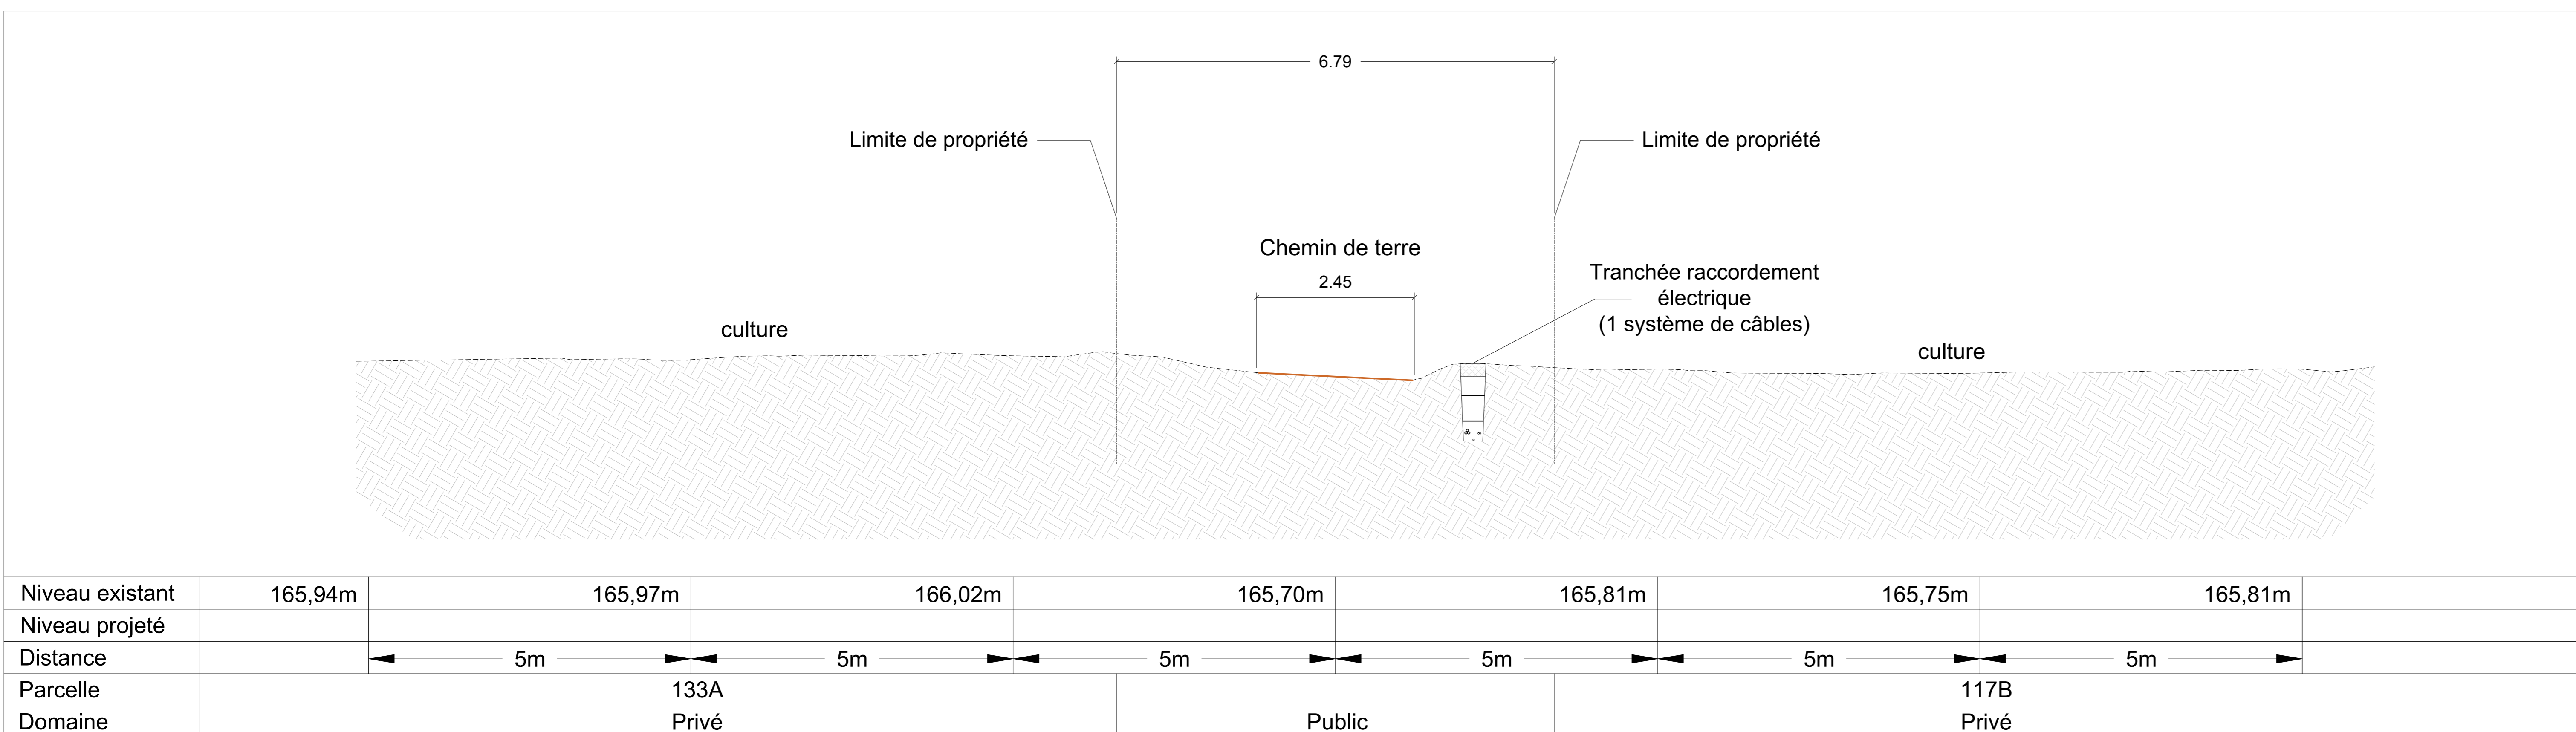 6.79
Limite de propriété
Limite de propriété
Chemin de terre
2.45
Tranchée raccordement
électrique
(1 système de câbles)
culture
culture
Niveau existant 165,94m 165,97m 166,02m 165,70m 165,81m 165,75m 165,81m
Niveau projeté
Distance 5m 5m 5m 5m 5m 5m
Parcelle 133A 117B
Domaine Privé Public Privé